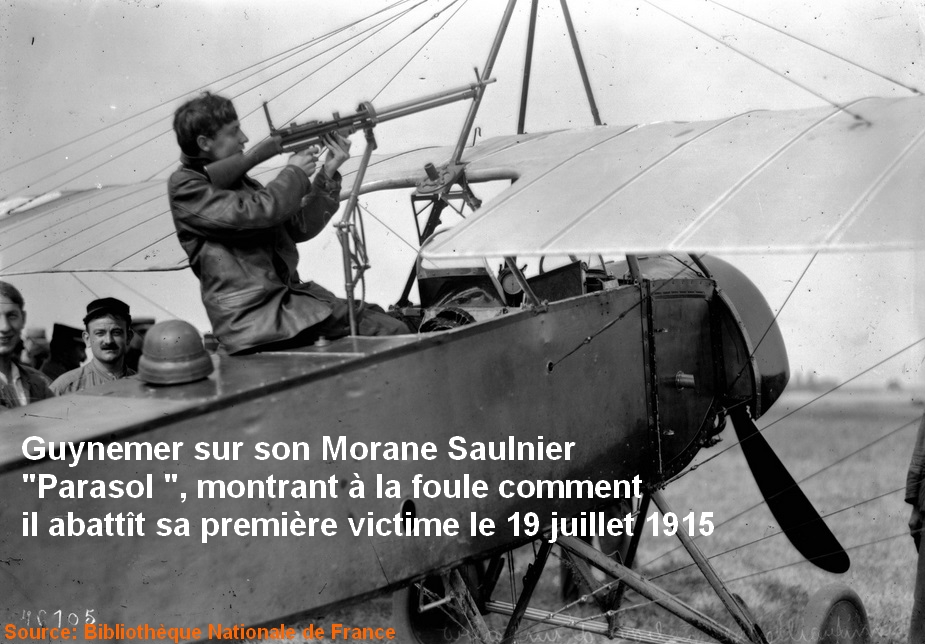 Guynemer sur son Morane Saulnier
"Parasol ", montrant à la foule comment
il abattît sa première victime le 19 juillet 1915
Source: Bibliothèque Nationale de France